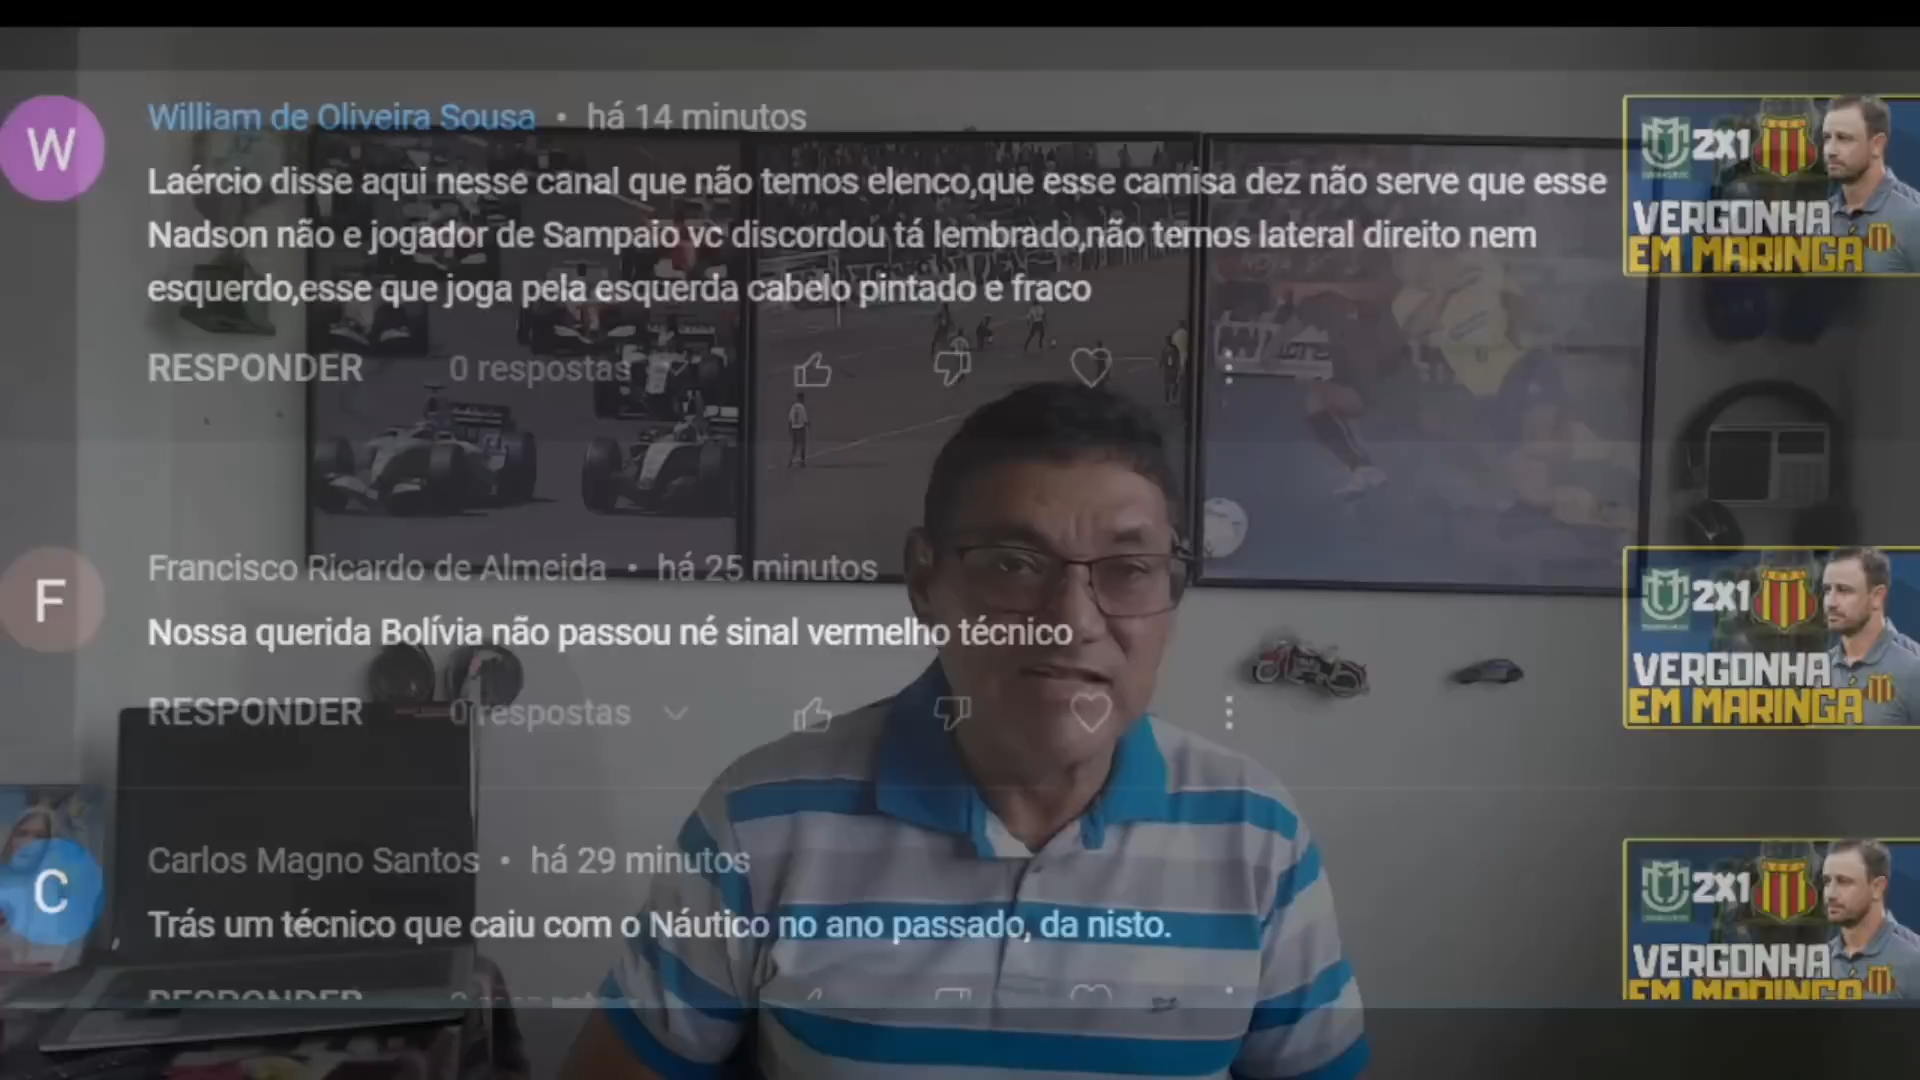 William de Oliveira Sousa • há 14 minutos
Laércio disse aqui nesse canal que não temos elenco,que esse camisa dez não serve que esse
Nadson não e jogador de Sampaio vc discordou tá lembrado,não temos lateral direito nem
esquerdo,esse que joga pela esquerda cabelo pintado e fraco
RESPONDER 0 respostas
W
2X1
VERGONHA
EM MARINGÁ
Francisco Ricardo de Almeida • há 25 minutos
Nossa querida Bolívia não passou né sinal vermelho técnico
RESPONDER 0 respostas
F
2X1
VERGONHA
EM MARINGÁ
Carlos Magno Santos • há 29 minutos
Trás um técnico que caiu com o Náutico no ano passado, da nisto.
RESPONDER
C
2X1
VERGONHA
EM MARINGÁ